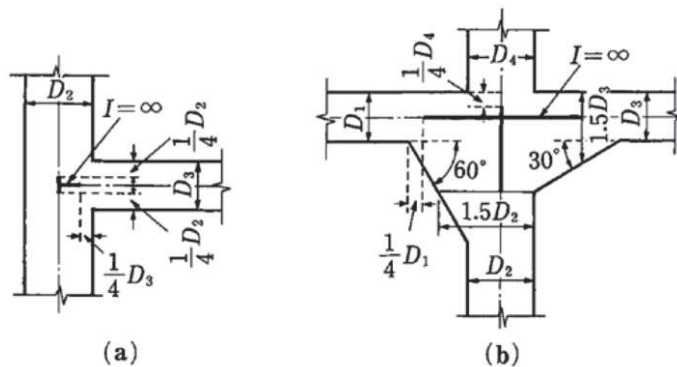 D₂
I=∞
1/4 D₂
D₃
1/4 D₂
1/4 D₃
(a)
1/4 D₄
D₄
I=∞
D₁
1.5D₃
D₃
60°
30°
1.5D₂
1/4 D₁
D₂
(b)